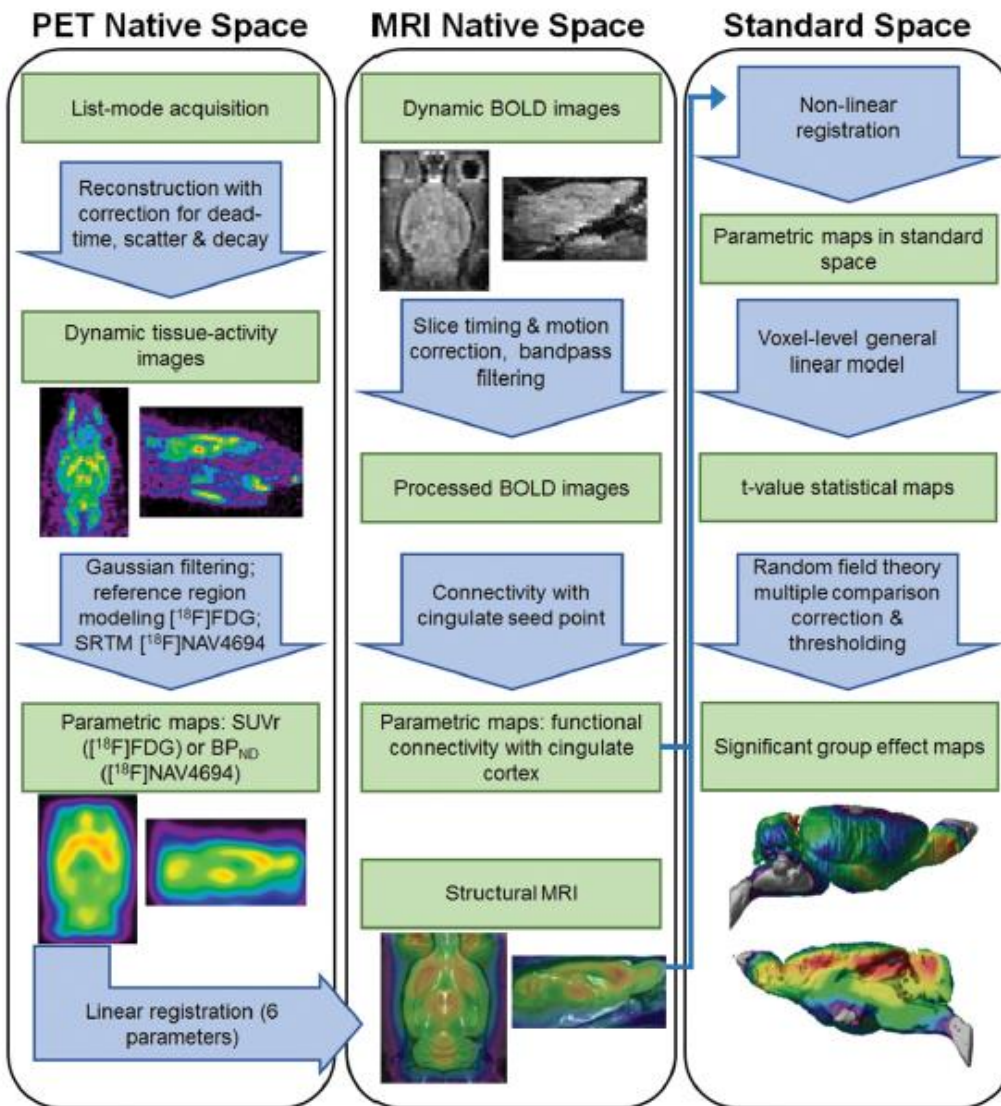 PET Native Space
List-mode acquisition
Reconstruction with
correction for dead-
time, scatter & decay
Dynamic tissue-activity
images
Gaussian filtering;
reference region
modeling [¹⁸F]FDG;
SRTM [¹⁸F]NAV4694
Parametric maps: SUVr
([¹⁸F]FDG) or BP_ND
([¹⁸F]NAV4694)
Linear registration (6
parameters)
MRI Native Space
Dynamic BOLD images
Slice timing & motion
correction, bandpass
filtering
Processed BOLD images
Connectivity with
cingulate seed point
Parametric maps: functional
connectivity with cingulate
cortex
Structural MRI
Standard Space
Non-linear
registration
Parametric maps in standard
space
Voxel-level general
linear model
t-value statistical maps
Random field theory
multiple comparison
correction &
thresholding
Significant group effect maps